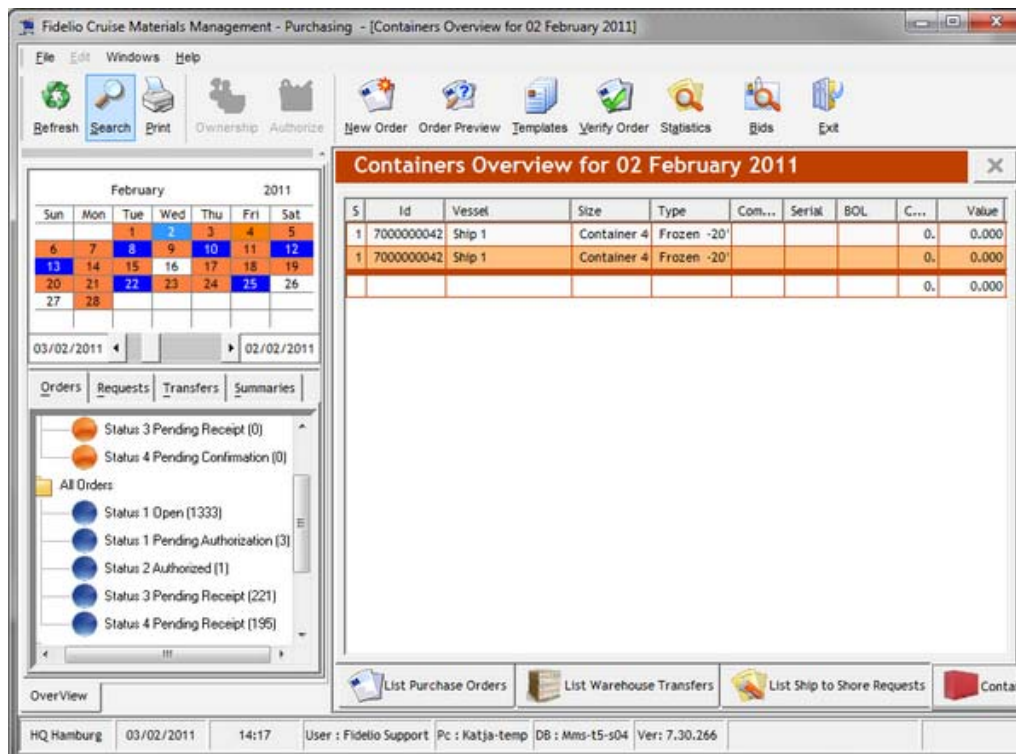 Fidelio Cruise Materials Management - Purchasing - [Containers Overview for 02 February 2011]
File Edit Windows Help
Refresh Search Print Ownership Authorize New Order Order Preview Templates Verify Order Statistics Bids Exit
Containers Overview for 02 February 2011
February 2011
Sun Mon Tue Wed Thu Fri Sat
1 2 3 4 5
6 7 8 9 10 11 12
13 14 15 16 17 18 19
20 21 22 23 24 25 26
27 28
03/02/2011 02/02/2011
Orders Requests Transfers Summaries
Status 3 Pending Receipt (0)
Status 4 Pending Confirmation (0)
All Orders
Status 1 Open (1333)
Status 1 Pending Authorization (3)
Status 2 Authorized (1)
Status 3 Pending Receipt (221)
Status 4 Pending Receipt (195)
OverView
S Id Vessel Size Type Com... Serial BOL C... Value
1 7000000042 Ship 1 Container 4 Frozen -20' 0. 0.000
1 7000000042 Ship 1 Container 4 Frozen -20' 0. 0.000
0. 0.000
List Purchase Orders List Warehouse Transfers List Ship to Shore Requests Conta
HQ Hamburg 03/02/2011 14:17 User : Fidelio Support Pc : Katja-temp DB : Mms-t5-s04 Ver: 7.30.266